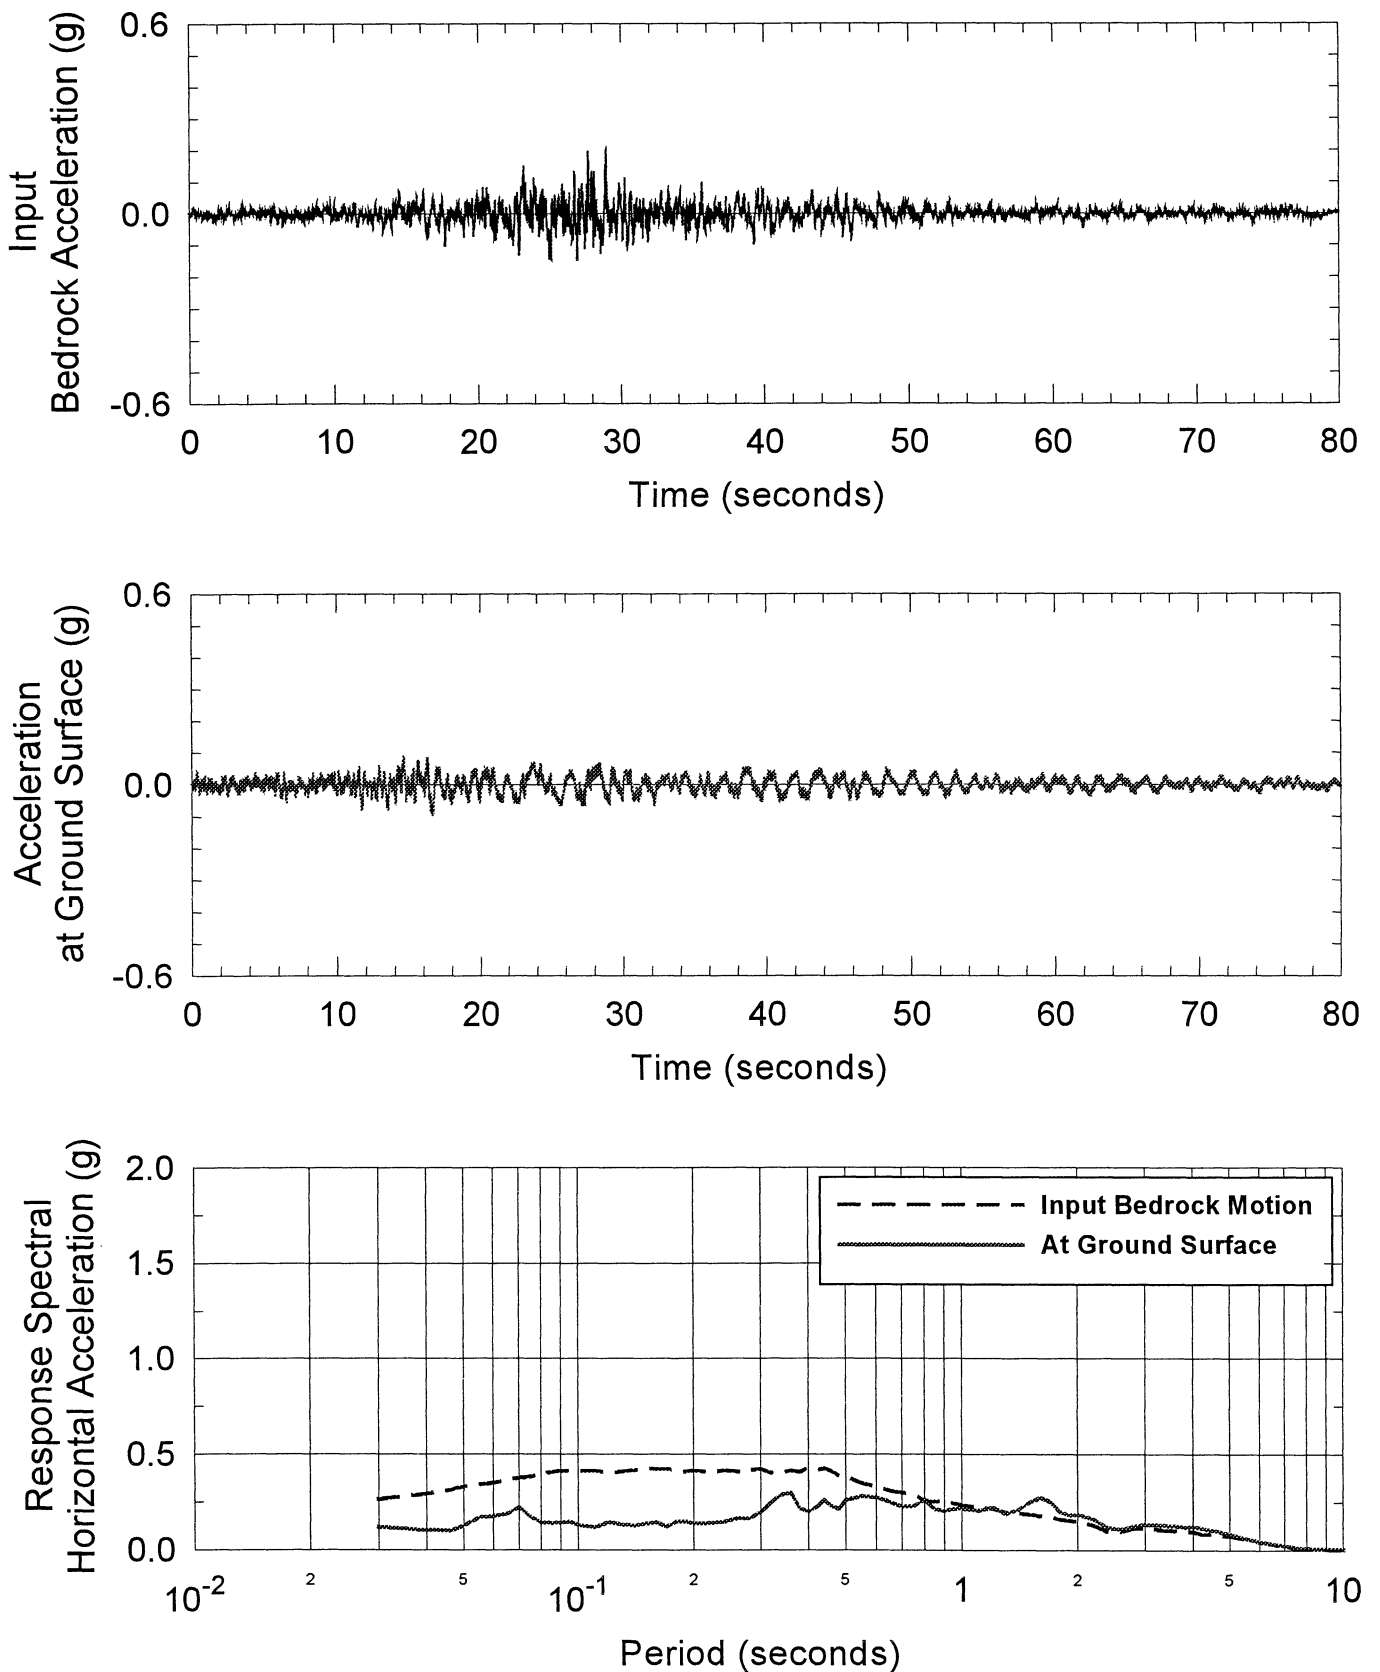 Input
Bedrock Acceleration (g)
0.6
0.0
-0.6
0 10 20 30 40 50 60 70 80
Time (seconds)
Acceleration
at Ground Surface (g)
0.6
0.0
-0.6
0 10 20 30 40 50 60 70 80
Time (seconds)
Response Spectral
Horizontal Acceleration (g)
2.0
1.5
1.0
0.5
0.0
Input Bedrock Motion
At Ground Surface
10-2 2 5 10-1 2 5 1 2 5 10
Period (seconds)